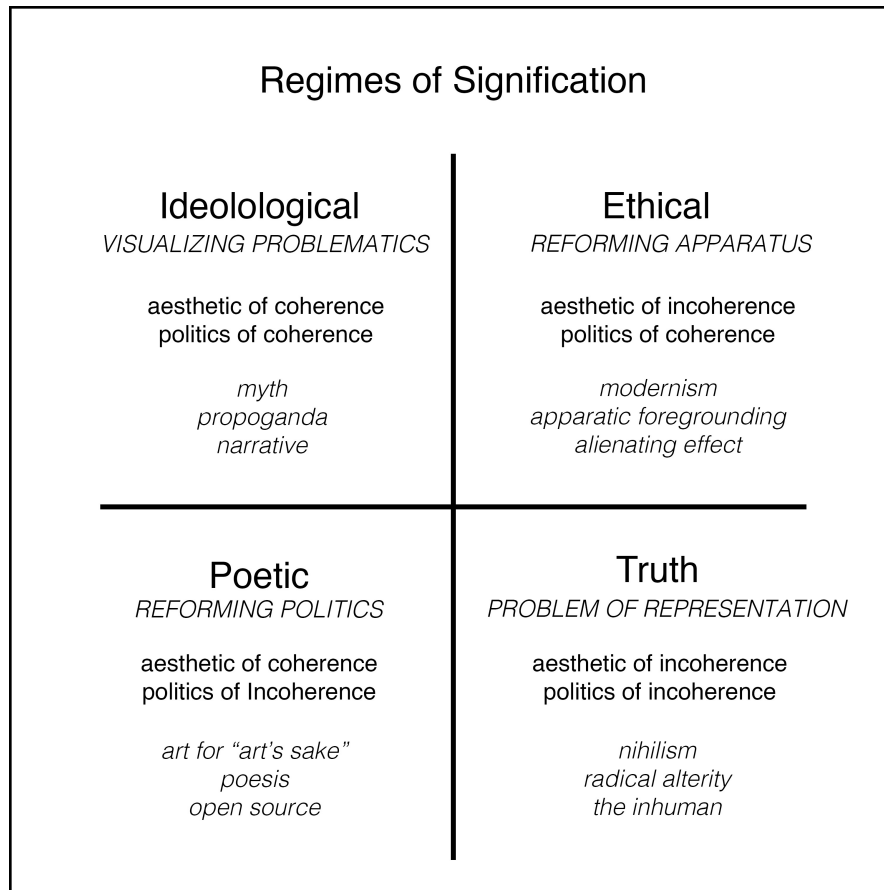 Regimes of Signification
Ideolological
VISUALIZING PROBLEMATICS
aesthetic of coherence
politics of coherence
myth
propoganda
narrative
Ethical
REFORMING APPARATUS
aesthetic of incoherence
politics of coherence
modernism
apparatic foregrounding
alienating effect
Poetic
REFORMING POLITICS
aesthetic of coherence
politics of Incoherence
art for “art’s sake”
poesis
open source
Truth
PROBLEM OF REPRESENTATION
aesthetic of incoherence
politics of incoherence
nihilism
radical alterity
the inhuman